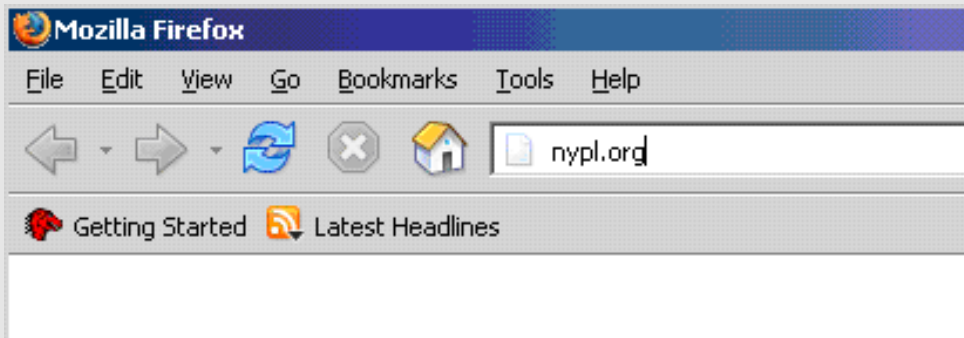 Mozilla Firefox
File Edit View Go Bookmarks Tools Help
nypl.org
Getting Started Latest Headlines